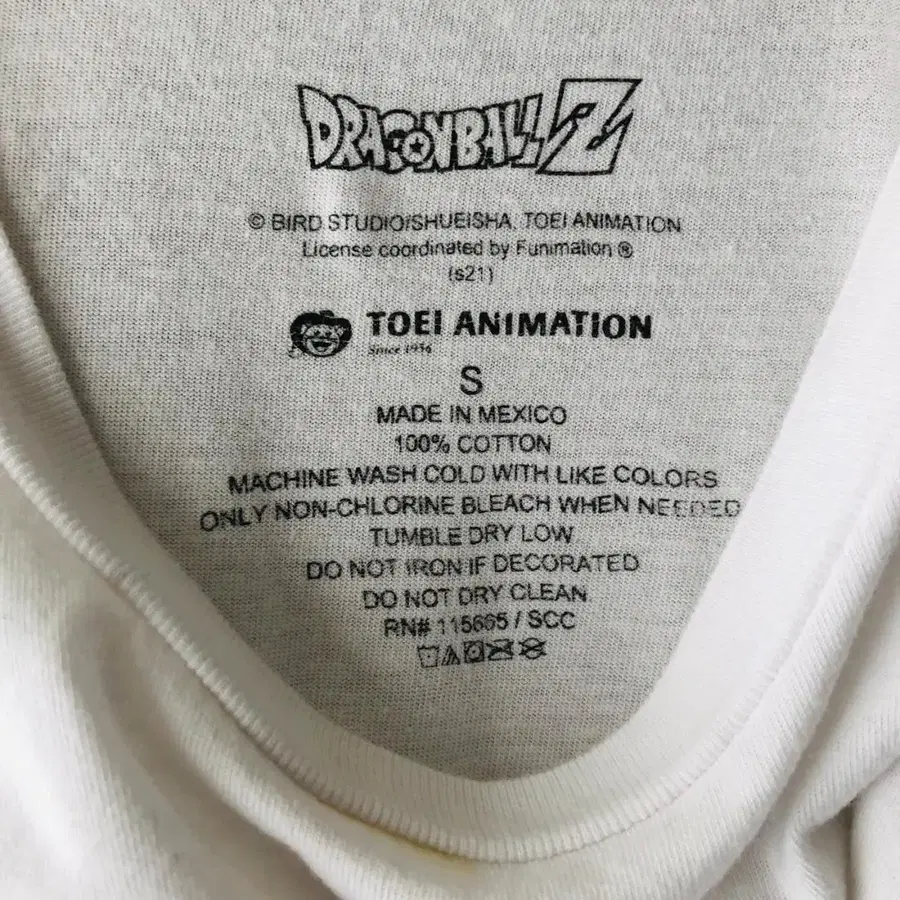 DRAGONBALL Z
© BIRD STUDIO/SHUEISHA, TOEI ANIMATION
License coordinated by Funimation ®
(s21)
TOEI ANIMATION
Since 1956
S
MADE IN MEXICO
100% COTTON
MACHINE WASH COLD WITH LIKE COLORS
ONLY NON-CHLORINE BLEACH WHEN NEEDED
TUMBLE DRY LOW
DO NOT IRON IF DECORATED
DO NOT DRY CLEAN
RN# 115665 / SCC